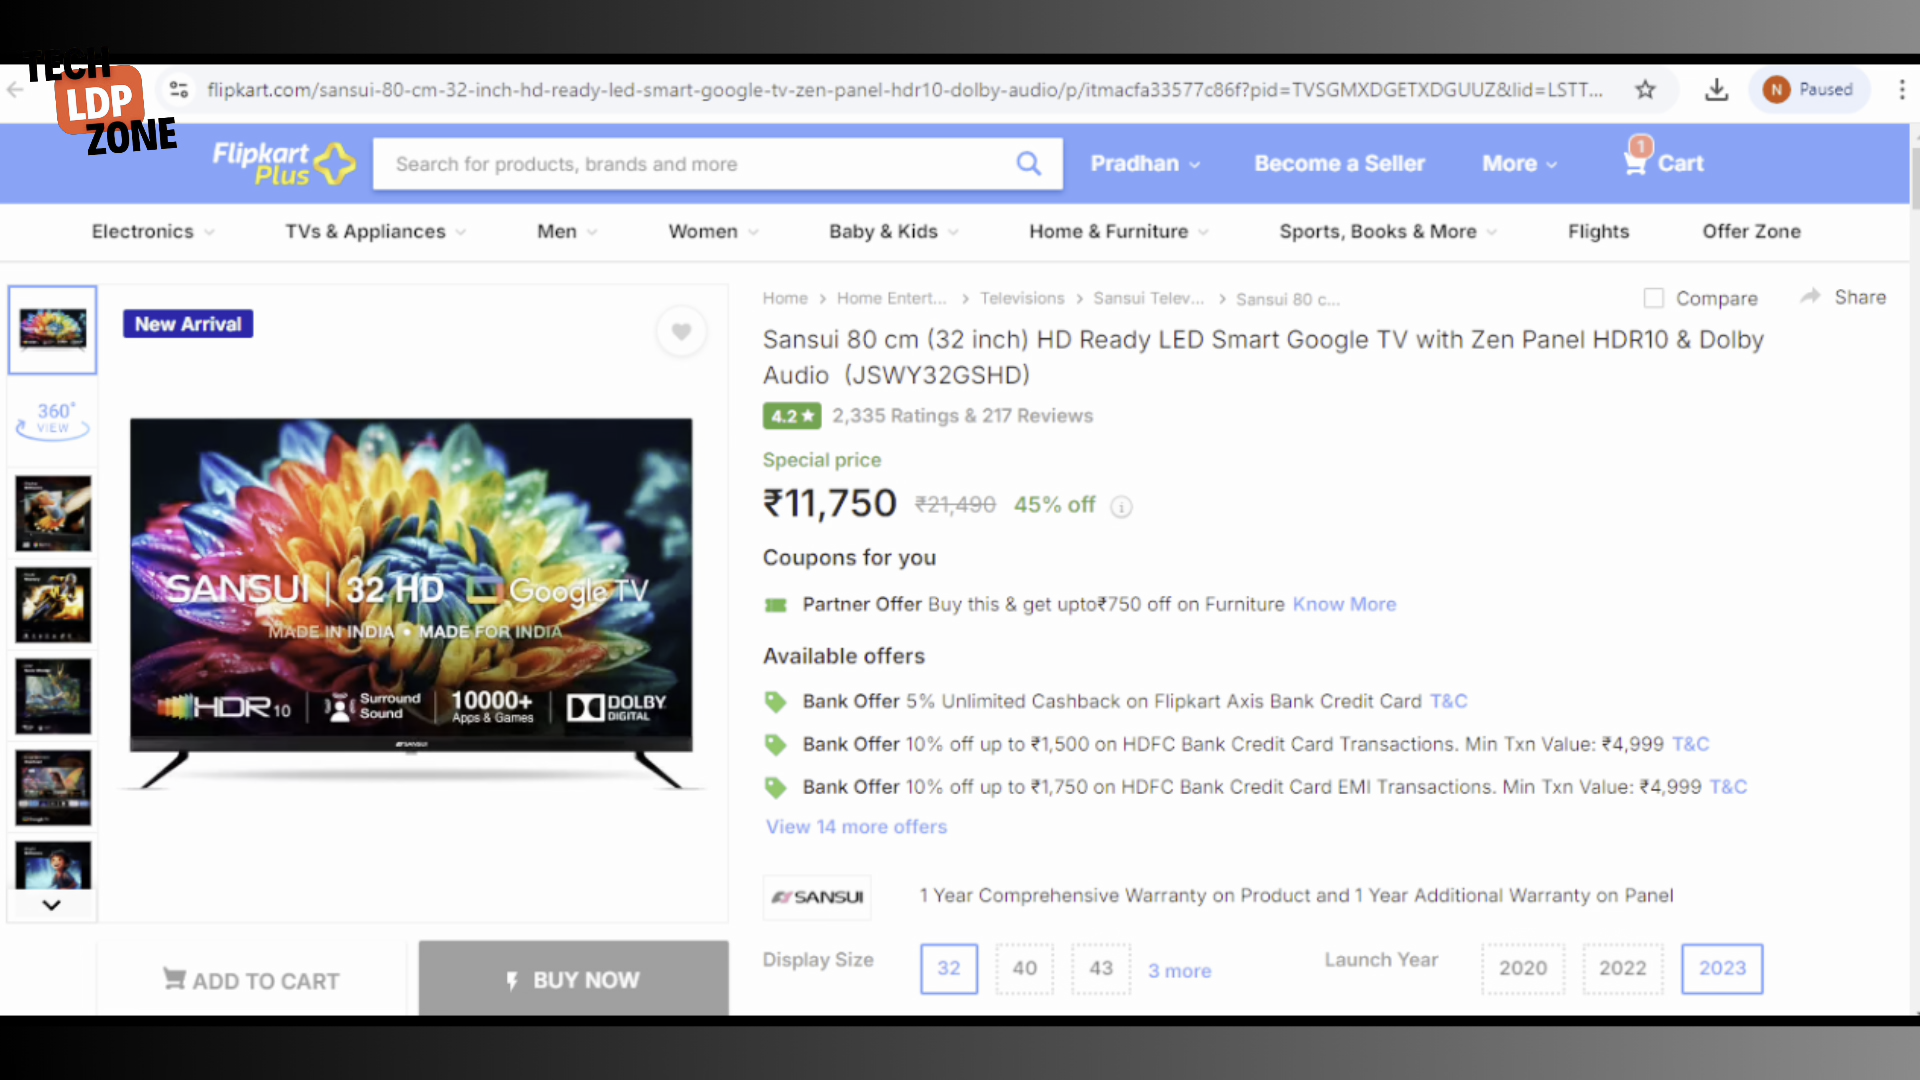 TECH
LDP
ZONE
flipkart.com/sansui-80-cm-32-inch-hd-ready-led-smart-google-tv-zen-panel-hdr10-dolby-audio/p/itmacfa33577c86f?pid=TVSGMXDGETXDGUUZ&lid=LSTT...
N Paused
Flipkart
Plus
Search for products, brands and more
Pradhan
Become a Seller
More
1
Cart
Electronics
TVs & Appliances
Men
Women
Baby & Kids
Home & Furniture
Sports, Books & More
Flights
Offer Zone
360°
VIEW
New Arrival
SANSUI | 32 HD Google TV
MADE IN INDIA • MADE FOR INDIA
HDR 10
Surround
Sound
10000+
Apps & Games
DOLBY
DIGITAL
SANSUI
ADD TO CART
BUY NOW
Home > Home Entert... > Televisions > Sansui Telev... > Sansui 80 c...
Compare
Share
Sansui 80 cm (32 inch) HD Ready LED Smart Google TV with Zen Panel HDR10 & Dolby
Audio (JSWY32GSHD)
4.2★ 2,335 Ratings & 217 Reviews
Special price
₹11,750 ₹21,490 45% off
Coupons for you
Partner Offer Buy this & get upto₹750 off on Furniture Know More
Available offers
Bank Offer 5% Unlimited Cashback on Flipkart Axis Bank Credit Card T&C
Bank Offer 10% off up to ₹1,500 on HDFC Bank Credit Card Transactions. Min Txn Value: ₹4,999 T&C
Bank Offer 10% off up to ₹1,750 on HDFC Bank Credit Card EMI Transactions. Min Txn Value: ₹4,999 T&C
View 14 more offers
SANSUI
1 Year Comprehensive Warranty on Product and 1 Year Additional Warranty on Panel
Display Size 32 40 43 3 more
Launch Year 2020 2022 2023